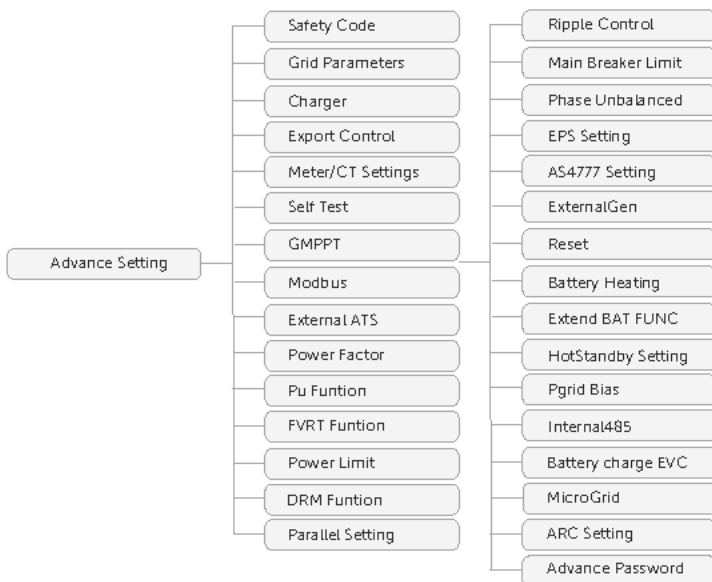 Advance Setting
Safety Code
Grid Parameters
Charger
Export Control
Meter/CT Settings
Self Test
GMPPT
Modbus
External ATS
Power Factor
Pu Funtion
FVRT Funtion
Power Limit
DRM Funtion
Parallel Setting
Ripple Control
Main Breaker Limit
Phase Unbalanced
EPS Setting
AS4777 Setting
ExternalGen
Reset
Battery Heating
Extend BAT FUNC
HotStandby Setting
Pgrid Bias
Internal485
Battery charge EVC
MicroGrid
ARC Setting
Advance Password